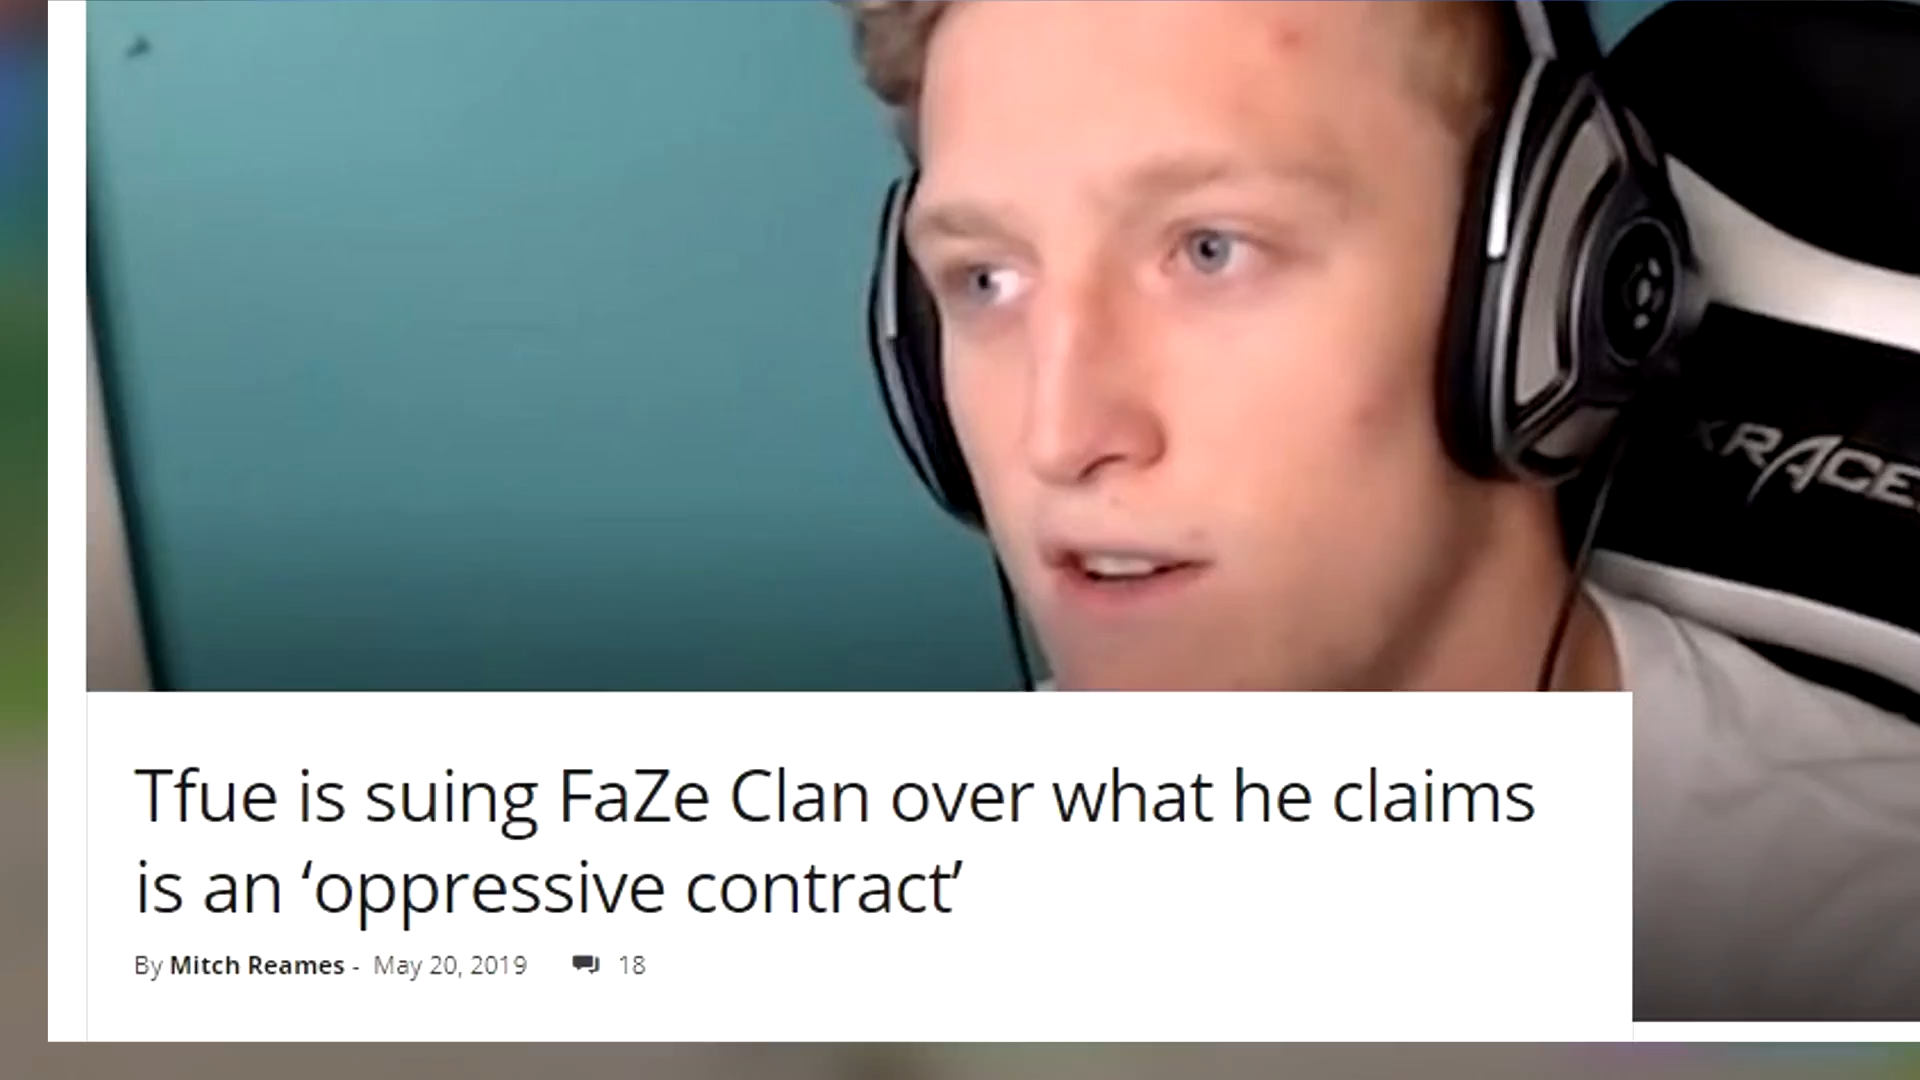 RACE
Tfue is suing FaZe Clan over what he claims
is an ‘oppressive contract’
By Mitch Reames - May 20, 2019 18